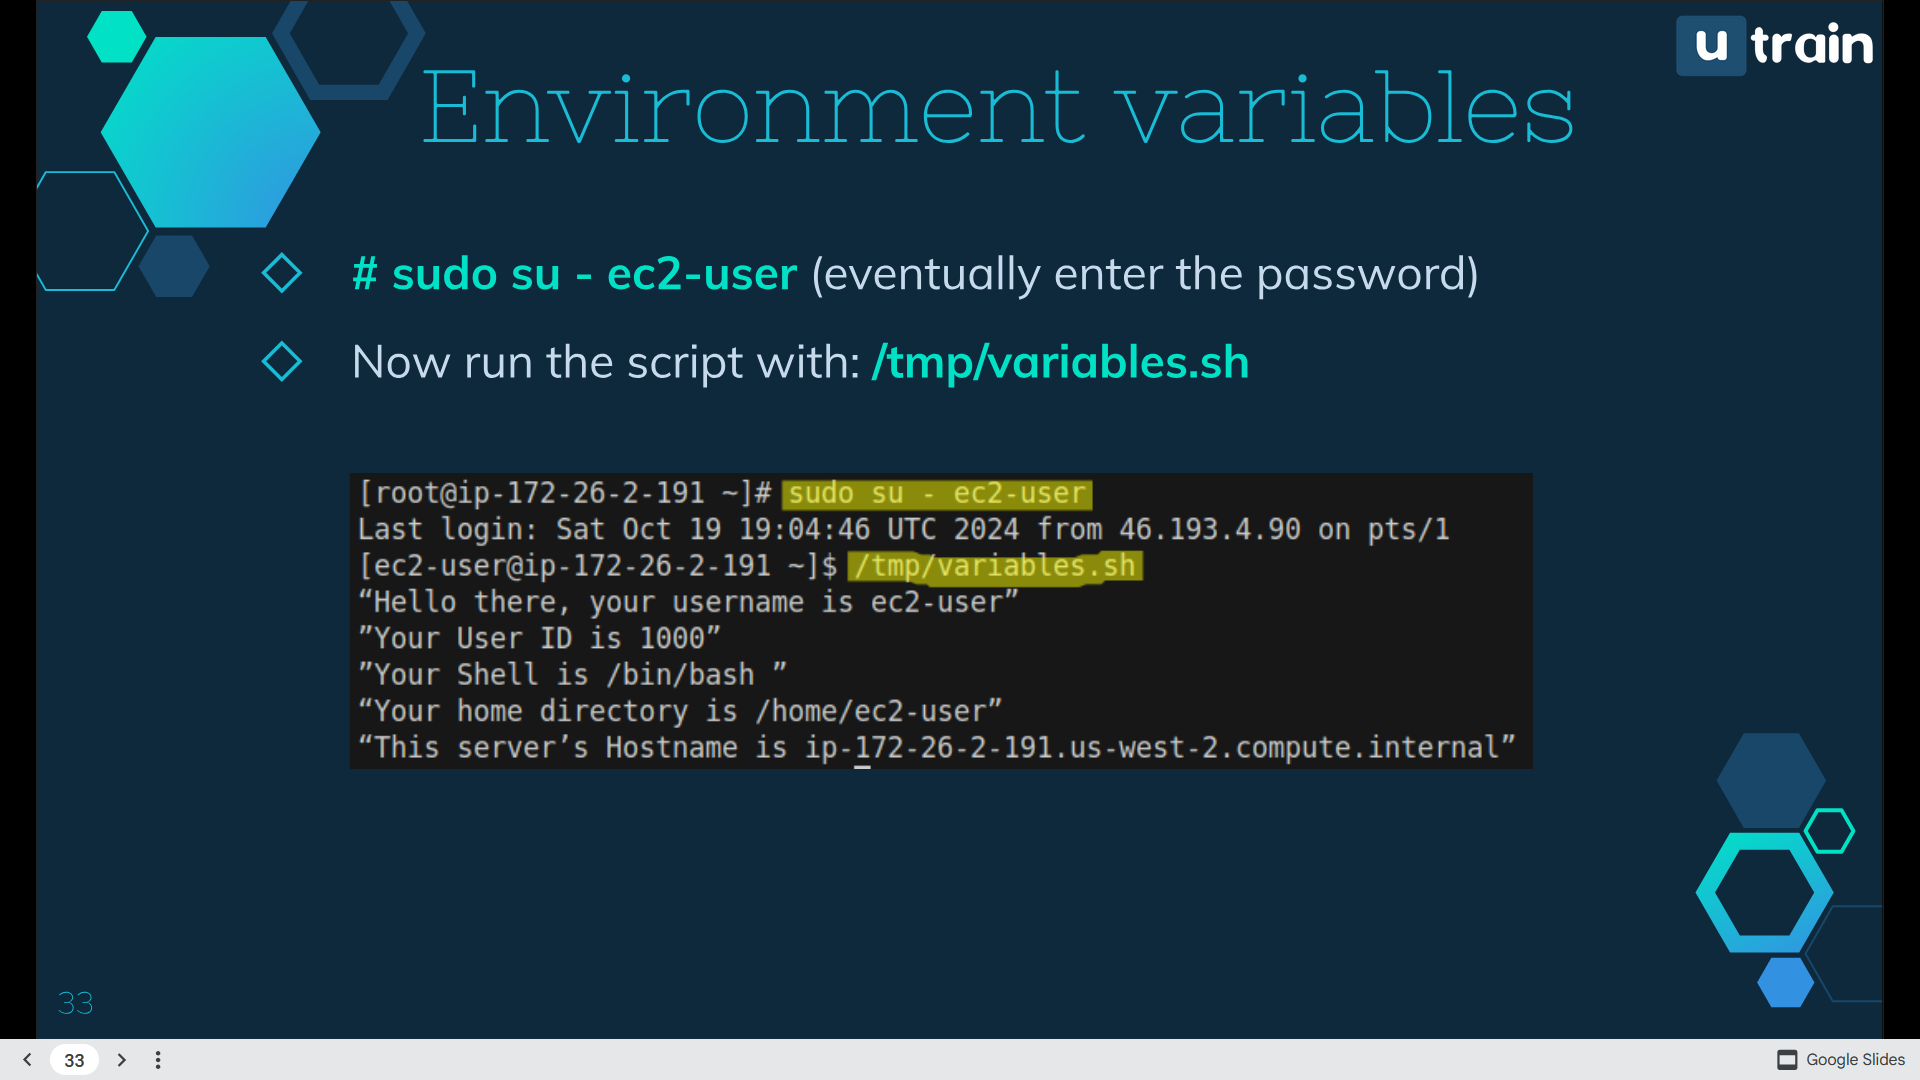 u train
Environment variables
# sudo su - ec2-user (eventually enter the password)
Now run the script with: /tmp/variables.sh
[root@ip-172-26-2-191 ~]# sudo su - ec2-user
Last login: Sat Oct 19 19:04:46 UTC 2024 from 46.193.4.90 on pts/1
[ec2-user@ip-172-26-2-191 ~]$ /tmp/variables.sh
“Hello there, your username is ec2-user”
”Your User ID is 1000”
”Your Shell is /bin/bash ”
“Your home directory is /home/ec2-user”
“This server’s Hostname is ip-172-26-2-191.us-west-2.compute.internal”
33
33
Google Slides